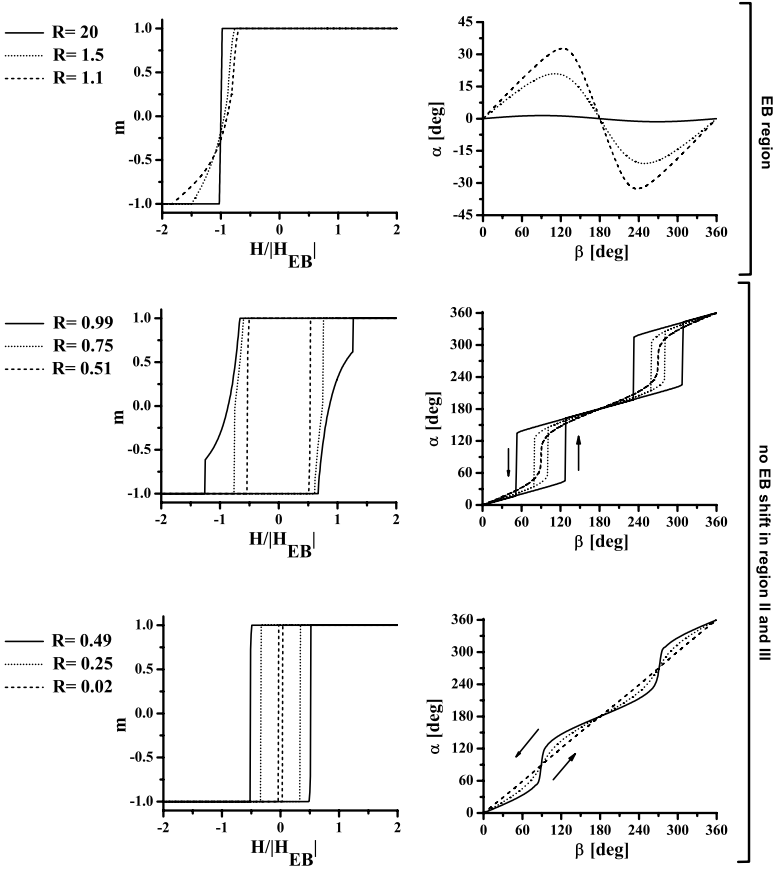 R= 20
R= 1.5
R= 1.1
1.0
0.5
0.0
-0.5
-1.0
m
-2 -1 0 1 2
H/|H_EB|
45
30
15
0
-15
-30
-45
α [deg]
0 60 120 180 240 300 360
β [deg]
EB region
R= 0.99
R= 0.75
R= 0.51
1.0
0.5
0.0
-0.5
-1.0
m
-2 -1 0 1 2
H/|H_EB|
360
300
240
180
120
60
0
α [deg]
0 60 120 180 240 300 360
β [deg]
no EB shift in region II and III
R= 0.49
R= 0.25
R= 0.02
1.0
0.5
0.0
-0.5
-1.0
m
-2 -1 0 1 2
H/|H_EB|
360
300
240
180
120
60
0
α [deg]
0 60 120 180 240 300 360
β [deg]